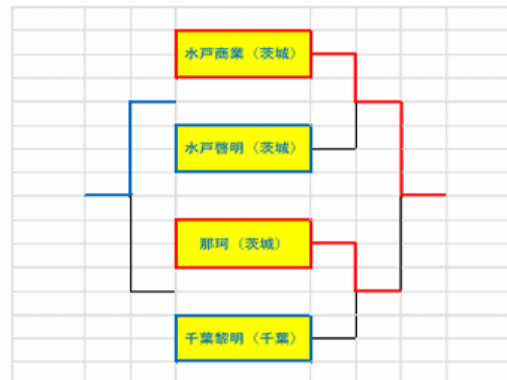 水戸商業（茨城）
水戸啓明（茨城）
那珂（茨城）
千葉黎明（千葉）